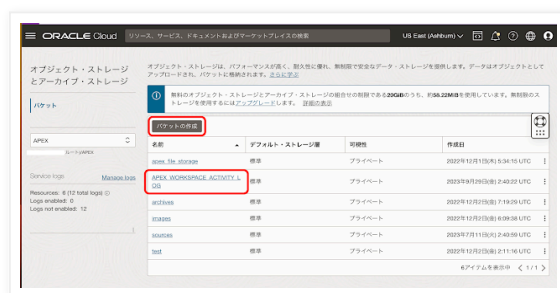 ORACLE Cloud
リソース、サービス、ドキュメントおよびマーケットプレイスの検索
US East (Ashburn)
オブジェクト・ストレージ
とアーカイブ・ストレージ
バケット
APEX
Service logs
Manage logs
Resources: 6 (12 total logs)
Logs enabled: 0
Logs not enabled: 12
オブジェクト・ストレージは、パフォーマンスが高く、耐久性に優れ、無制限で安全なデータ・ストレージを提供します。データはオブジェクトとして
アップロードされ、バケットに格納されます。さらに学ぶ
無料のオブジェクト・ストレージとアーカイブ・ストレージの組合せの制限である20GiBのうち、約58.22MiBを使用しています。無制限のス
トレージを使用するにはアップグレードします。 詳細の表示
バケットの作成
名前
デフォルト・ストレージ層
可視性
作成日
apex_file_storage
標準
プライベート
2022年12月1日(木) 5:34:15 UTC
APEX_WORKSPACE_ACTIVITY_L
OG
標準
プライベート
2023年9月29日(金) 2:40:22 UTC
archives
標準
プライベート
2022年12月2日(金) 7:19:29 UTC
images
標準
プライベート
2022年12月2日(金) 6:09:38 UTC
sources
標準
プライベート
2023年7月11日(火) 2:40:59 UTC
test
標準
プライベート
2022年12月2日(金) 2:11:16 UTC
6アイテムを表示中
1 / 1